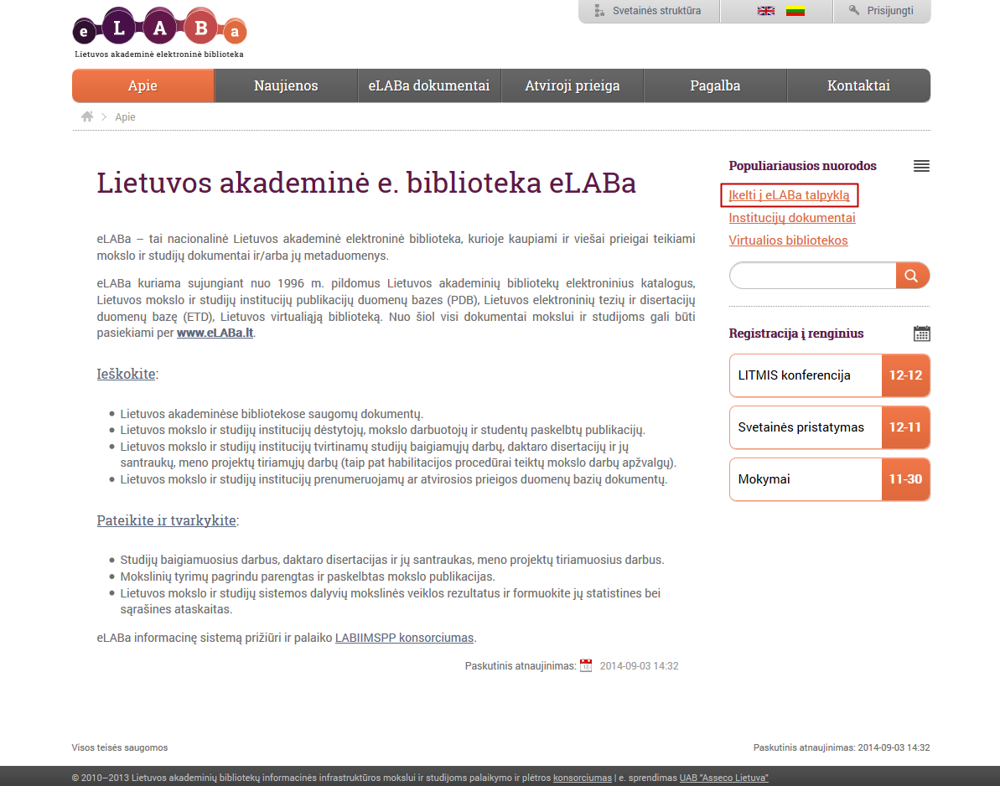 e L A B a
Lietuvos akademinė elektroninė biblioteka
Svetainės struktūra
Prisijungti
Apie
Naujienos
eLABa dokumentai
Atviroji prieiga
Pagalba
Kontaktai
Apie
Lietuvos akademinė e. biblioteka eLABa
eLABa – tai nacionalinė Lietuvos akademinė elektroninė biblioteka, kurioje kaupiami ir viešai prieigai teikiami
mokslo ir studijų dokumentai ir/arba jų metaduomenys.
eLABa kuriama sujungiant nuo 1996 m. pildomus Lietuvos akademinių bibliotekų elektroninius katalogus,
Lietuvos mokslo ir studijų institucijų publikacijų duomenų bazes (PDB), Lietuvos elektroninių tezių ir disertacijų
duomenų bazę (ETD), Lietuvos virtualiąją biblioteką. Nuo šiol visi dokumentai mokslui ir studijoms gali būti
pasiekiami per www.eLABa.lt.
Ieškokite:
• Lietuvos akademinėse bibliotekose saugomų dokumentų.
• Lietuvos mokslo ir studijų institucijų dėstytojų, mokslo darbuotojų ir studentų paskelbtų publikacijų.
• Lietuvos mokslo ir studijų institucijų tvirtinamų studijų baigiamųjų darbų, daktaro disertacijų ir jų
santraukų, meno projektų tiriamųjų darbų (taip pat habilitacijos procedūrai teiktų mokslo darbų apžvalgų).
• Lietuvos mokslo ir studijų institucijų prenumeruojamų ar atvirosios prieigos duomenų bazių dokumentų.
Pateikite ir tvarkykite:
• Studijų baigiamuosius darbus, daktaro disertacijas ir jų santraukas, meno projektų tiriamuosius darbus.
• Mokslinių tyrimų pagrindu parengtas ir paskelbtas mokslo publikacijas.
• Lietuvos mokslo ir studijų sistemos dalyvių mokslinės veiklos rezultatus ir formuokite jų statistines bei
sąrašines ataskaitas.
eLABa informacinę sistemą prižiūri ir palaiko LABIIMSPP konsorciumas.
Paskutinis atnaujinimas: 2014-09-03 14:32
Populiariausios nuorodos
Įkelti į eLABa talpyklą
Institucijų dokumentai
Virtualios bibliotekos
Registracija į renginius
LITMIS konferencija 12-12
Svetainės pristatymas 12-11
Mokymai 11-30
Visos teisės saugomos
Paskutinis atnaujinimas: 2014-09-03 14:32
© 2010–2013 Lietuvos akademinių bibliotekų informacinės infrastruktūros mokslui ir studijoms palaikymo ir plėtros konsorciumas | e. sprendimas UAB "Asseco Lietuva"